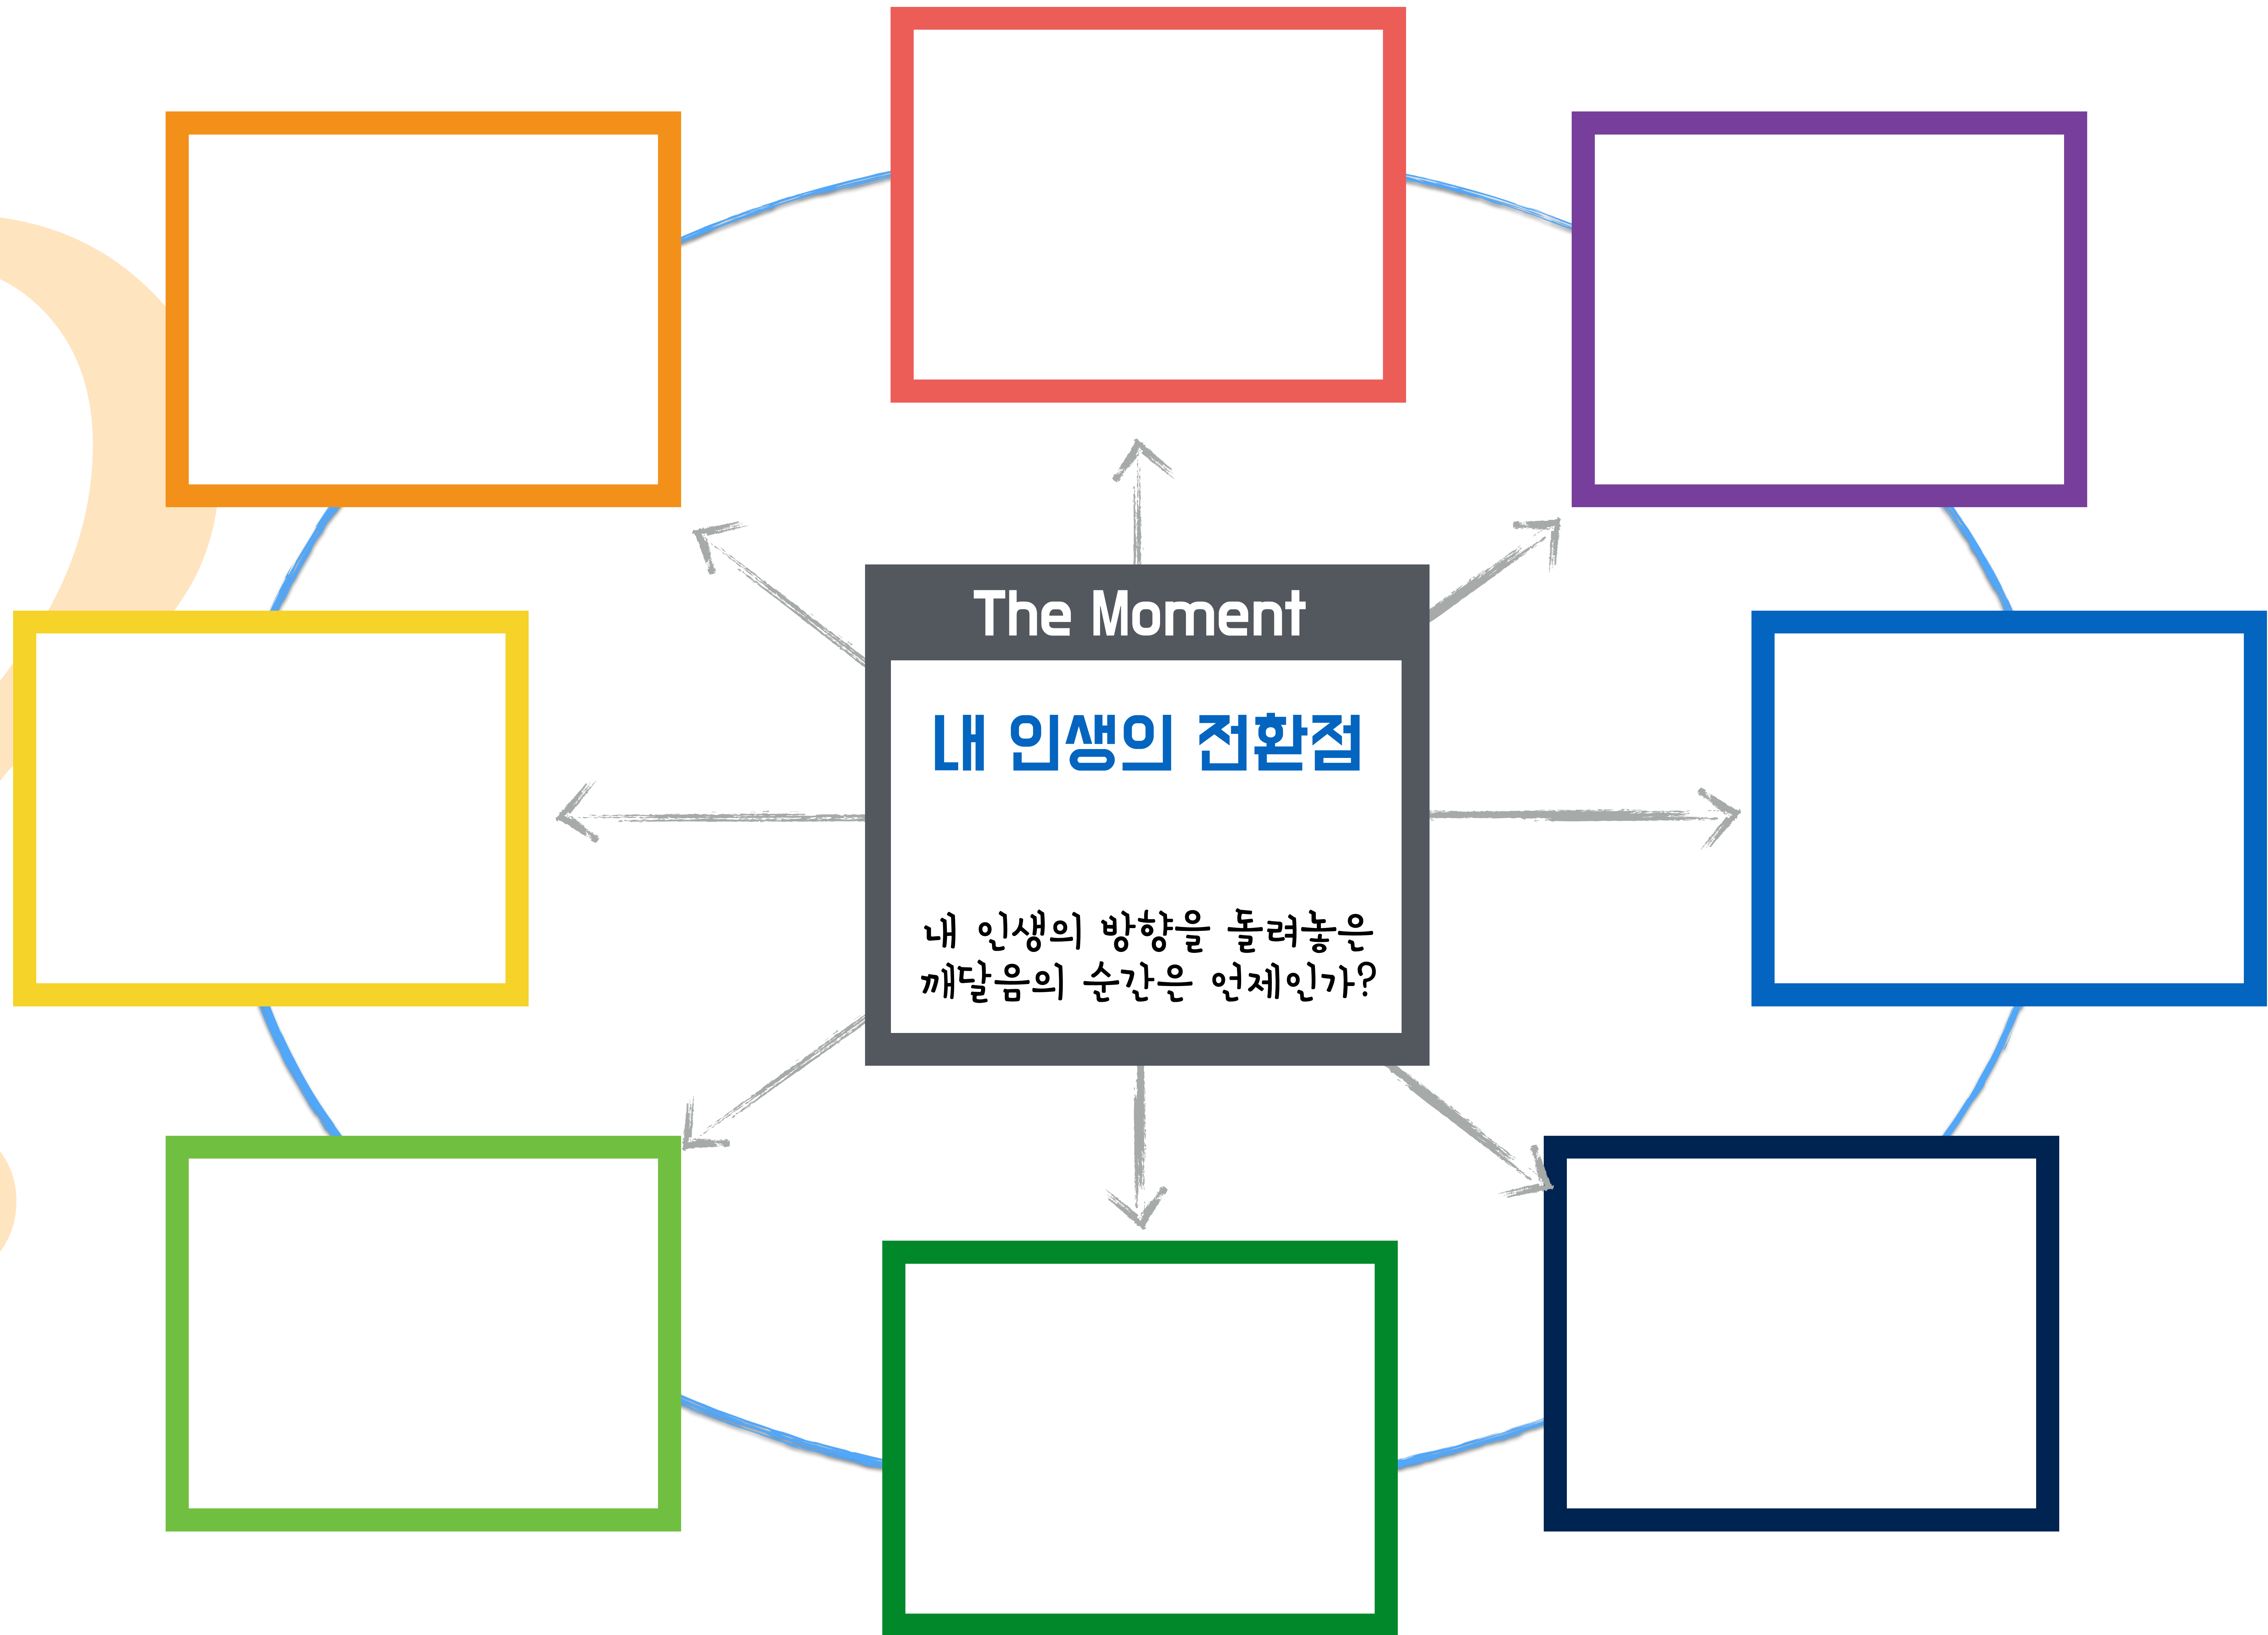 The Moment
내 인생의 전환점
내 인생의 방향을 돌려놓은
깨달음의 순간은 언제인가?